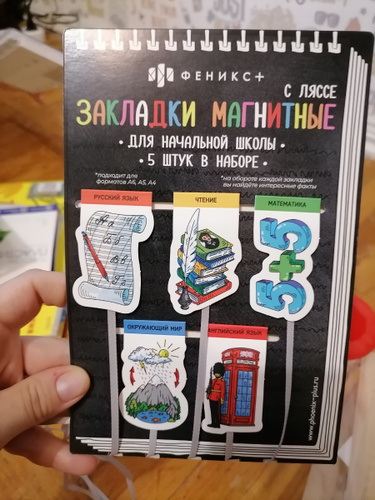 ФЕНИКС+
С ЛЯССЕ
ЗАКЛАДКИ МАГНИТНЫЕ
• ДЛЯ НАЧАЛЬНОЙ ШКОЛЫ •
• 5 ШТУК В НАБОРЕ •
*подходит для
форматов А6, А5, А4
*на обороте каждой закладки
вы найдёте интересные факты
РУССКИЙ ЯЗЫК
ЧТЕНИЕ
МАТЕМАТИКА
5+5
ОКРУЖАЮЩИЙ МИР
АНГЛИЙСКИЙ ЯЗЫК
www.phoenix-plus.ru